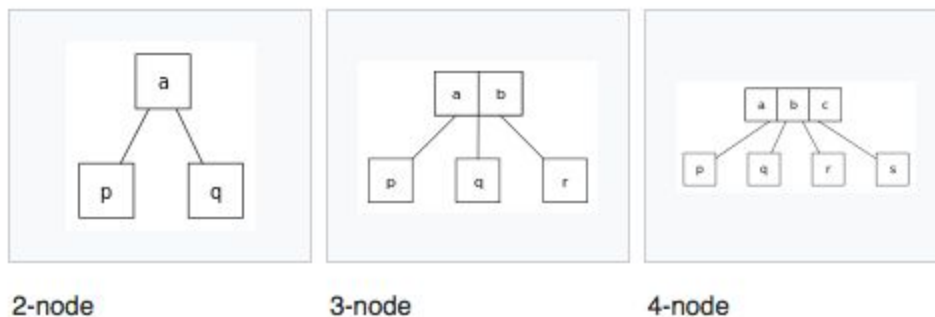 a
p q
a b
p q r
a b c
p q r s
2-node 3-node 4-node